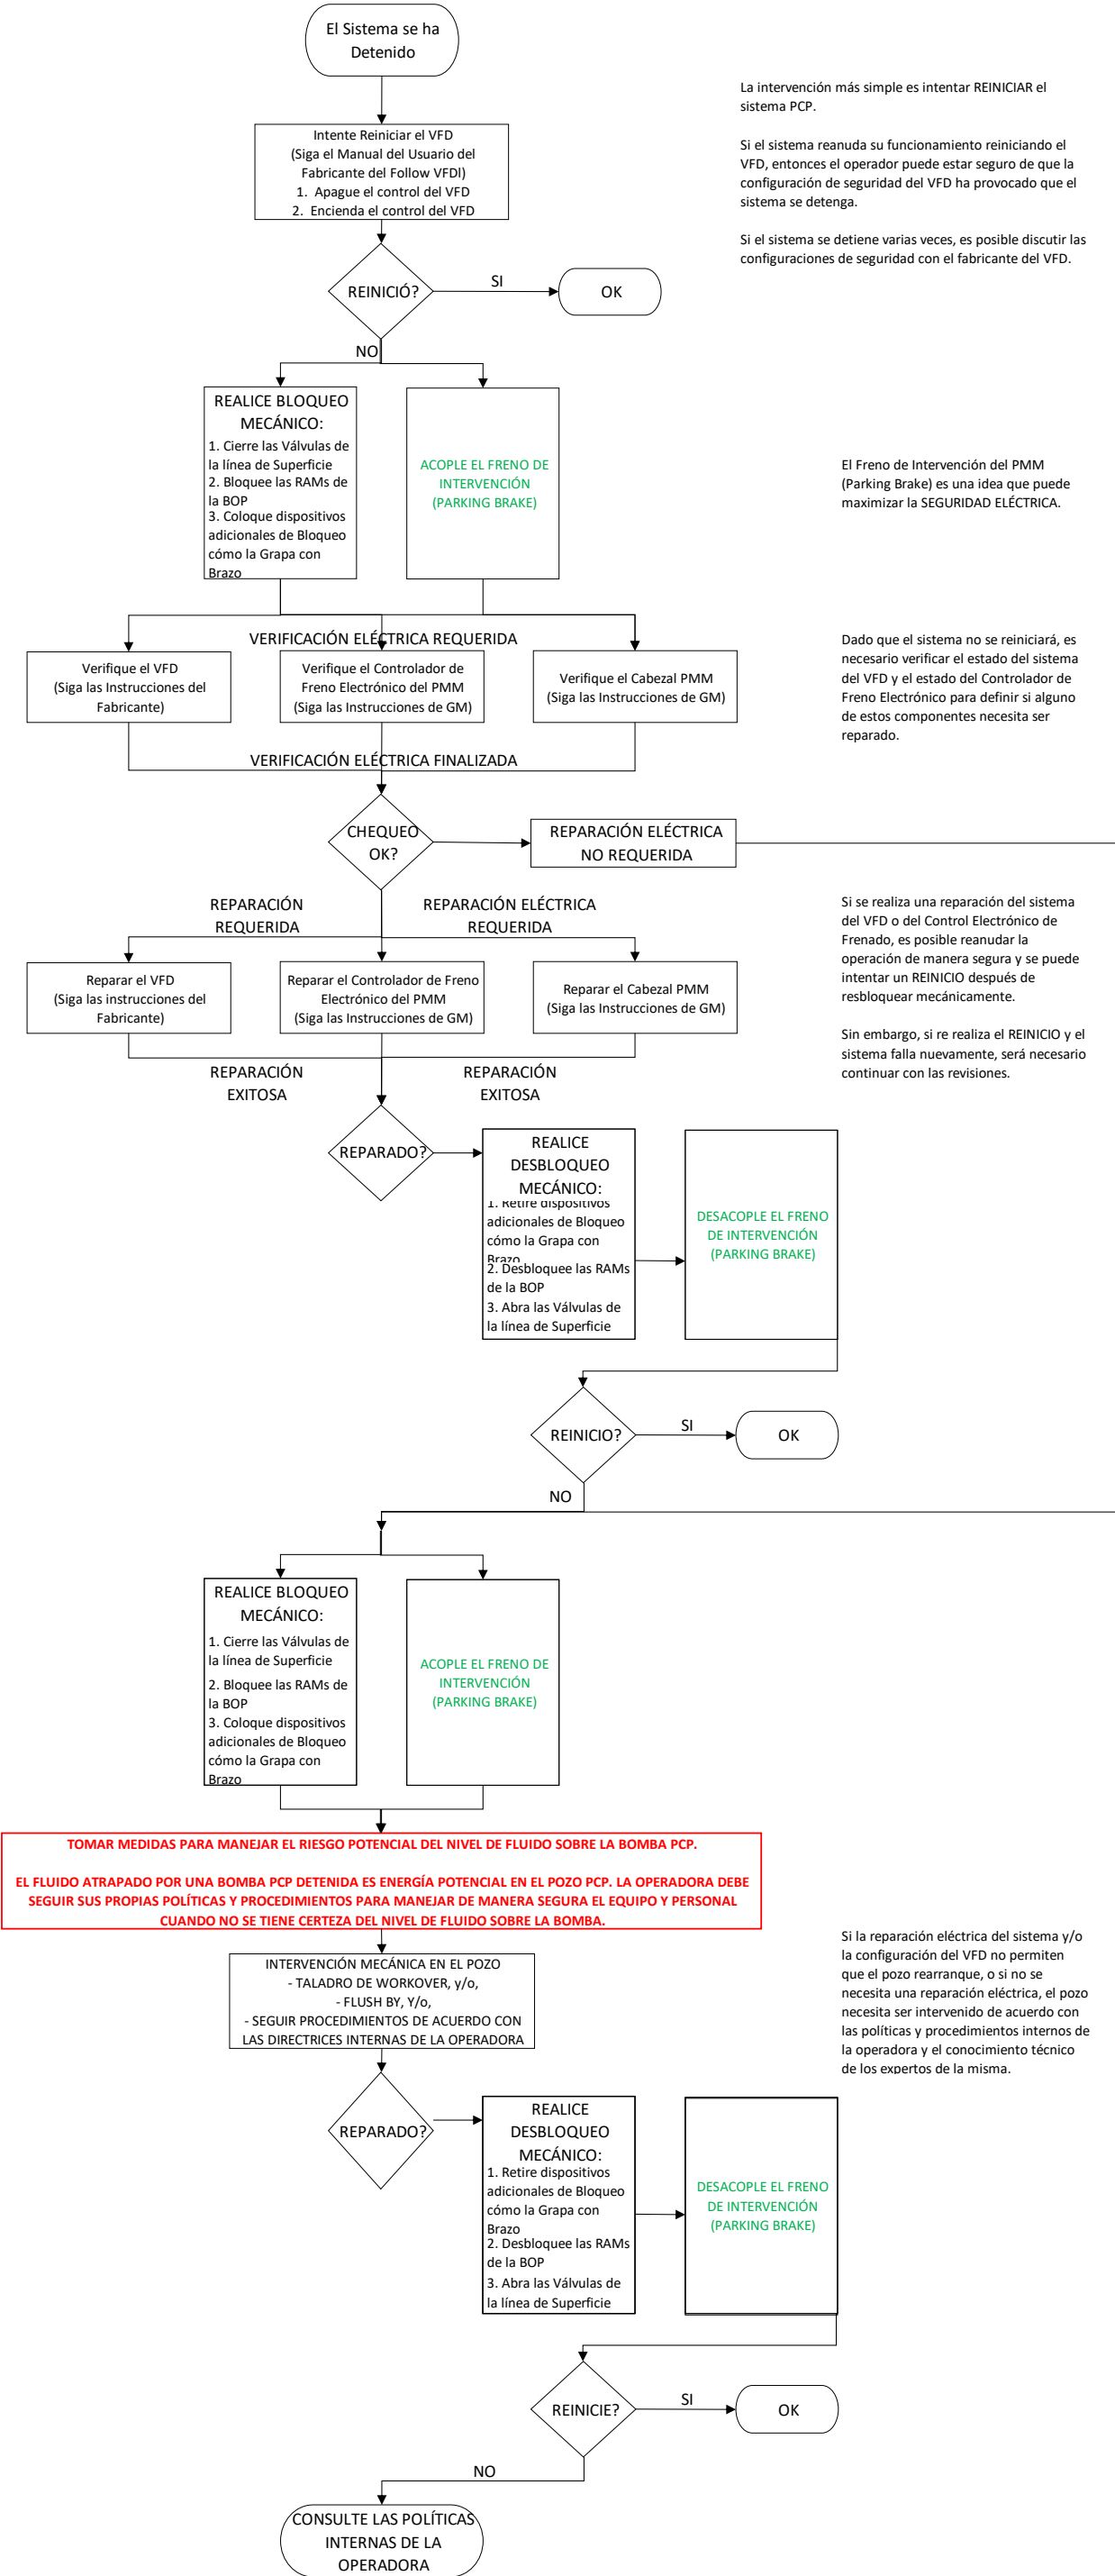 El Sistema se ha
Detenido
La intervención más simple es intentar REINICIAR el
sistema PCP.
Si el sistema reanuda su funcionamiento reiniciando el
VFD, entonces el operador puede estar seguro de que la
configuración de seguridad del VFD ha provocado que el
sistema se detenga.
Si el sistema se detiene varias veces, es posible discutir las
configuraciones de seguridad con el fabricante del VFD.
Intente Reiniciar el VFD
(Siga el Manual del Usuario del
Fabricante del Follow VFDl)
1. Apague el control del VFD
2. Encienda el control del VFD
REINICIÓ?
SI
OK
NO
REALICE BLOQUEO
MECÁNICO:
1. Cierre las Válvulas de
la línea de Superficie
2. Bloquee las RAMs de
la BOP
3. Coloque dispositivos
adicionales de Bloqueo
cómo la Grapa con
Brazo
ACOPLE EL FRENO DE
INTERVENCIÓN
(PARKING BRAKE)
El Freno de Intervención del PMM
(Parking Brake) es una idea que puede
maximizar la SEGURIDAD ELÉCTRICA.
VERIFICACIÓN ELÉCTRICA REQUERIDA
Verifique el VFD
(Siga las Instrucciones del
Fabricante)
Verifique el Controlador de
Freno Electrónico del PMM
(Siga las Instrucciones de GM)
Verifique el Cabezal PMM
(Siga las Instrucciones de GM)
Dado que el sistema no se reiniciará, es
necesario verificar el estado del sistema
del VFD y el estado del Controlador de
Freno Electrónico para definir si alguno
de estos componentes necesita ser
reparado.
VERIFICACIÓN ELÉCTRICA FINALIZADA
CHEQUEO
OK?
REPARACIÓN ELÉCTRICA
NO REQUERIDA
REPARACIÓN
REQUERIDA
REPARACIÓN ELÉCTRICA
REQUERIDA
Reparar el VFD
(Siga las instrucciones del
Fabricante)
Reparar el Controlador de Freno
Electrónico del PMM
(Siga las Instrucciones de GM)
Reparar el Cabezal PMM
(Siga las Instrucciones de GM)
Si se realiza una reparación del sistema
del VFD o del Control Electrónico de
Frenado, es posible reanudar la
operación de manera segura y se puede
intentar un REINICIO después de
resbloquear mecánicamente.
Sin embargo, si re realiza el REINICIO y el
sistema falla nuevamente, será necesario
continuar con las revisiones.
REPARACIÓN
EXITOSA
REPARACIÓN
EXITOSA
REPARADO?
REALICE
DESBLOQUEO
MECÁNICO:
1. Retire dispositivos
adicionales de Bloqueo
cómo la Grapa con
Brazo
2. Desbloquee las RAMs
de la BOP
3. Abra las Válvulas de
la línea de Superficie
DESACOPLE EL FRENO
DE INTERVENCIÓN
(PARKING BRAKE)
REINICIO?
SI
OK
NO
REALICE BLOQUEO
MECÁNICO:
1. Cierre las Válvulas de
la línea de Superficie
2. Bloquee las RAMs de
la BOP
3. Coloque dispositivos
adicionales de Bloqueo
cómo la Grapa con
Brazo
ACOPLE EL FRENO DE
INTERVENCIÓN
(PARKING BRAKE)
TOMAR MEDIDAS PARA MANEJAR EL RIESGO POTENCIAL DEL NIVEL DE FLUIDO SOBRE LA BOMBA PCP.
EL FLUIDO ATRAPADO POR UNA BOMBA PCP DETENIDA ES ENERGÍA POTENCIAL EN EL POZO PCP. LA OPERADORA DEBE
SEGUIR SUS PROPIAS POLÍTICAS Y PROCEDIMIENTOS PARA MANEJAR DE MANERA SEGURA EL EQUIPO Y PERSONAL
CUANDO NO SE TIENE CERTEZA DEL NIVEL DE FLUIDO SOBRE LA BOMBA.
INTERVENCIÓN MECÁNICA EN EL POZO
- TALADRO DE WORKOVER, y/o,
- FLUSH BY, Y/o,
- SEGUIR PROCEDIMIENTOS DE ACUERDO CON
LAS DIRECTRICES INTERNAS DE LA OPERADORA
Si la reparación eléctrica del sistema y/o
la configuración del VFD no permiten
que el pozo rearranque, o si no se
necesita una reparación eléctrica, el pozo
necesita ser intervenido de acuerdo con
las políticas y procedimientos internos de
la operadora y el conocimiento técnico
de los expertos de la misma.
REPARADO?
REALICE
DESBLOQUEO
MECÁNICO:
1. Retire dispositivos
adicionales de Bloqueo
cómo la Grapa con
Brazo
2. Desbloquee las RAMs
de la BOP
3. Abra las Válvulas de
la línea de Superficie
DESACOPLE EL FRENO
DE INTERVENCIÓN
(PARKING BRAKE)
REINICIE?
SI
OK
NO
CONSULTE LAS POLÍTICAS
INTERNAS DE LA
OPERADORA